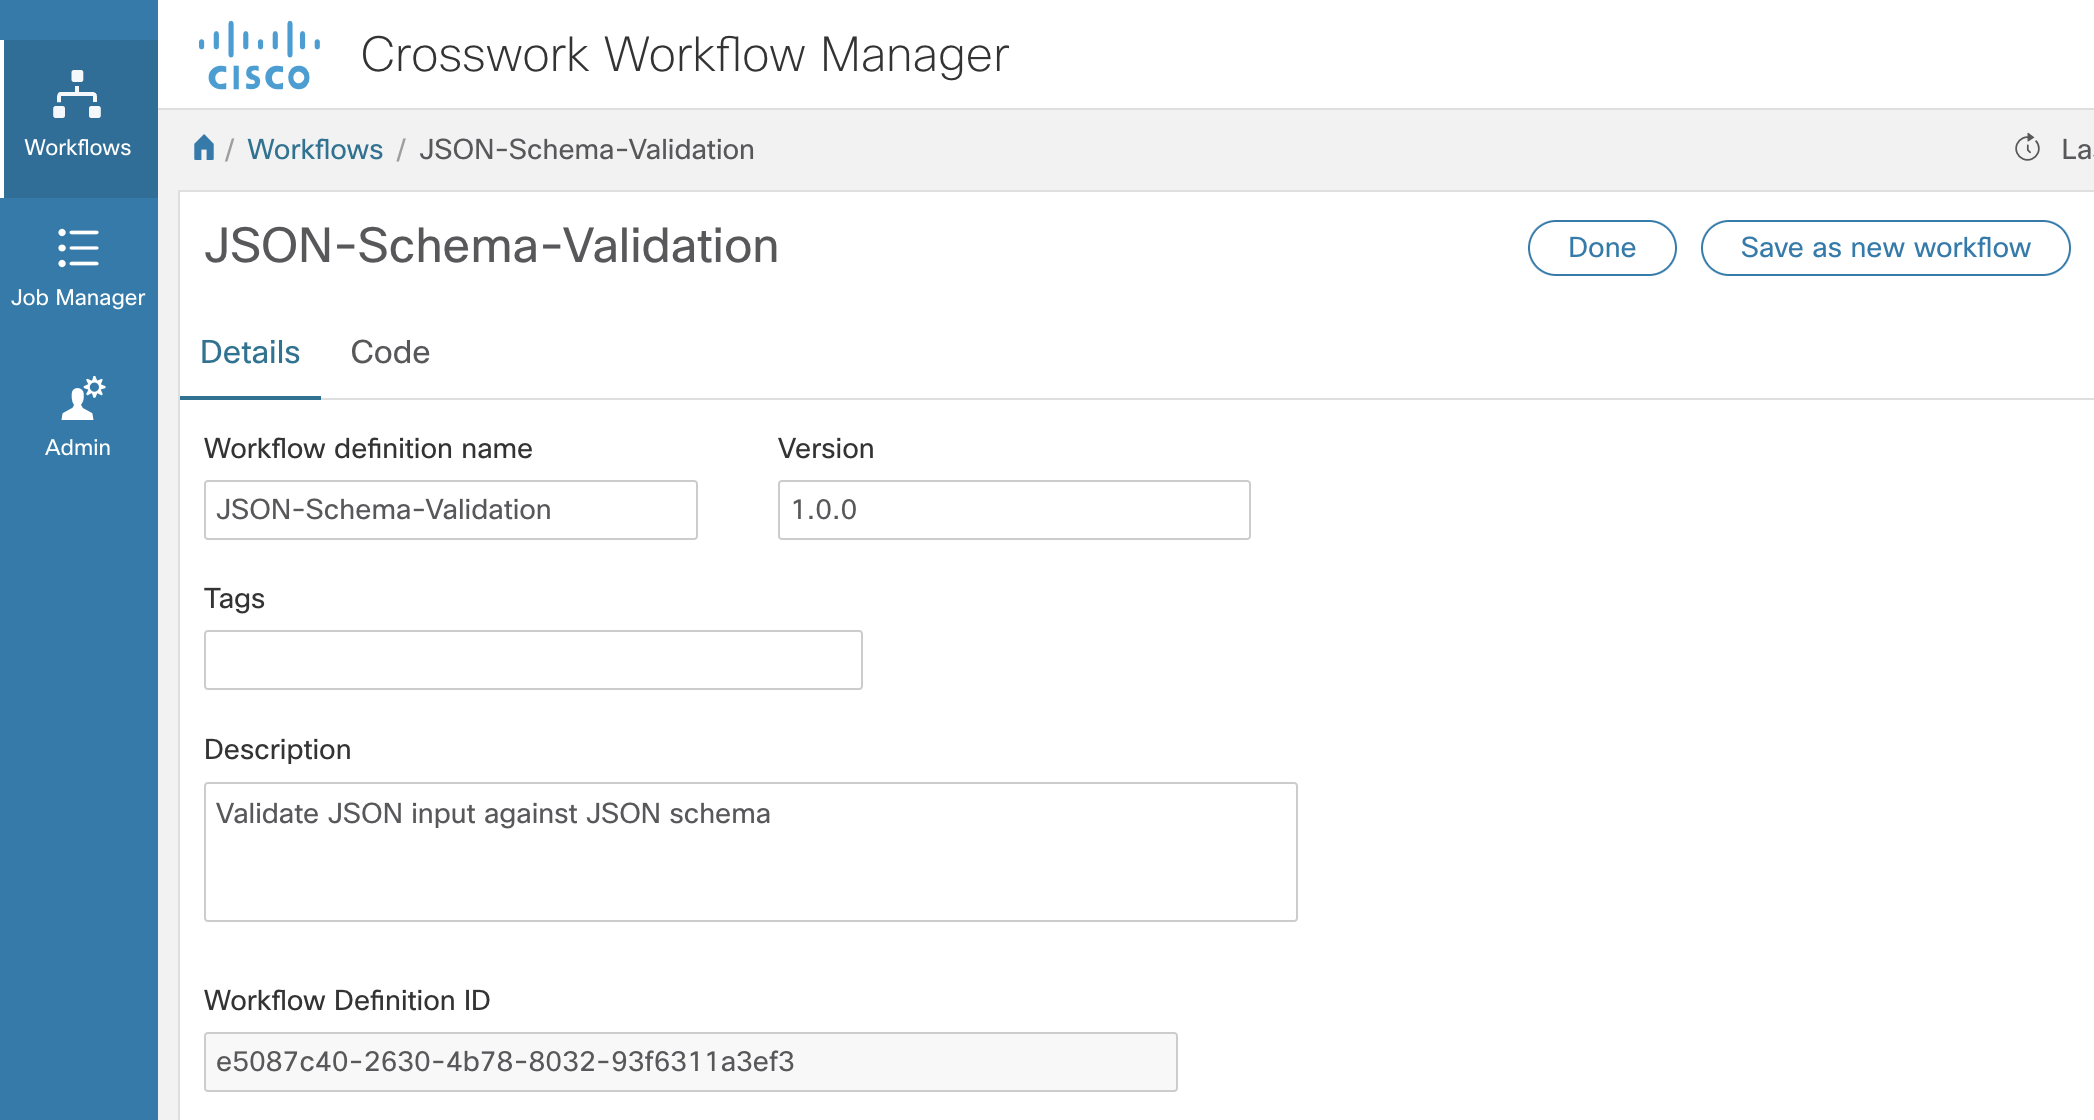 CISCO
Crosswork Workflow Manager
Workflows
Job Manager
Admin
/ Workflows / JSON-Schema-Validation
JSON-Schema-Validation
Done
Save as new workflow
Details
Code
Workflow definition name
Version
JSON-Schema-Validation
1.0.0
Tags
Description
Validate JSON input against JSON schema
Workflow Definition ID
e5087c40-2630-4b78-8032-93f6311a3ef3